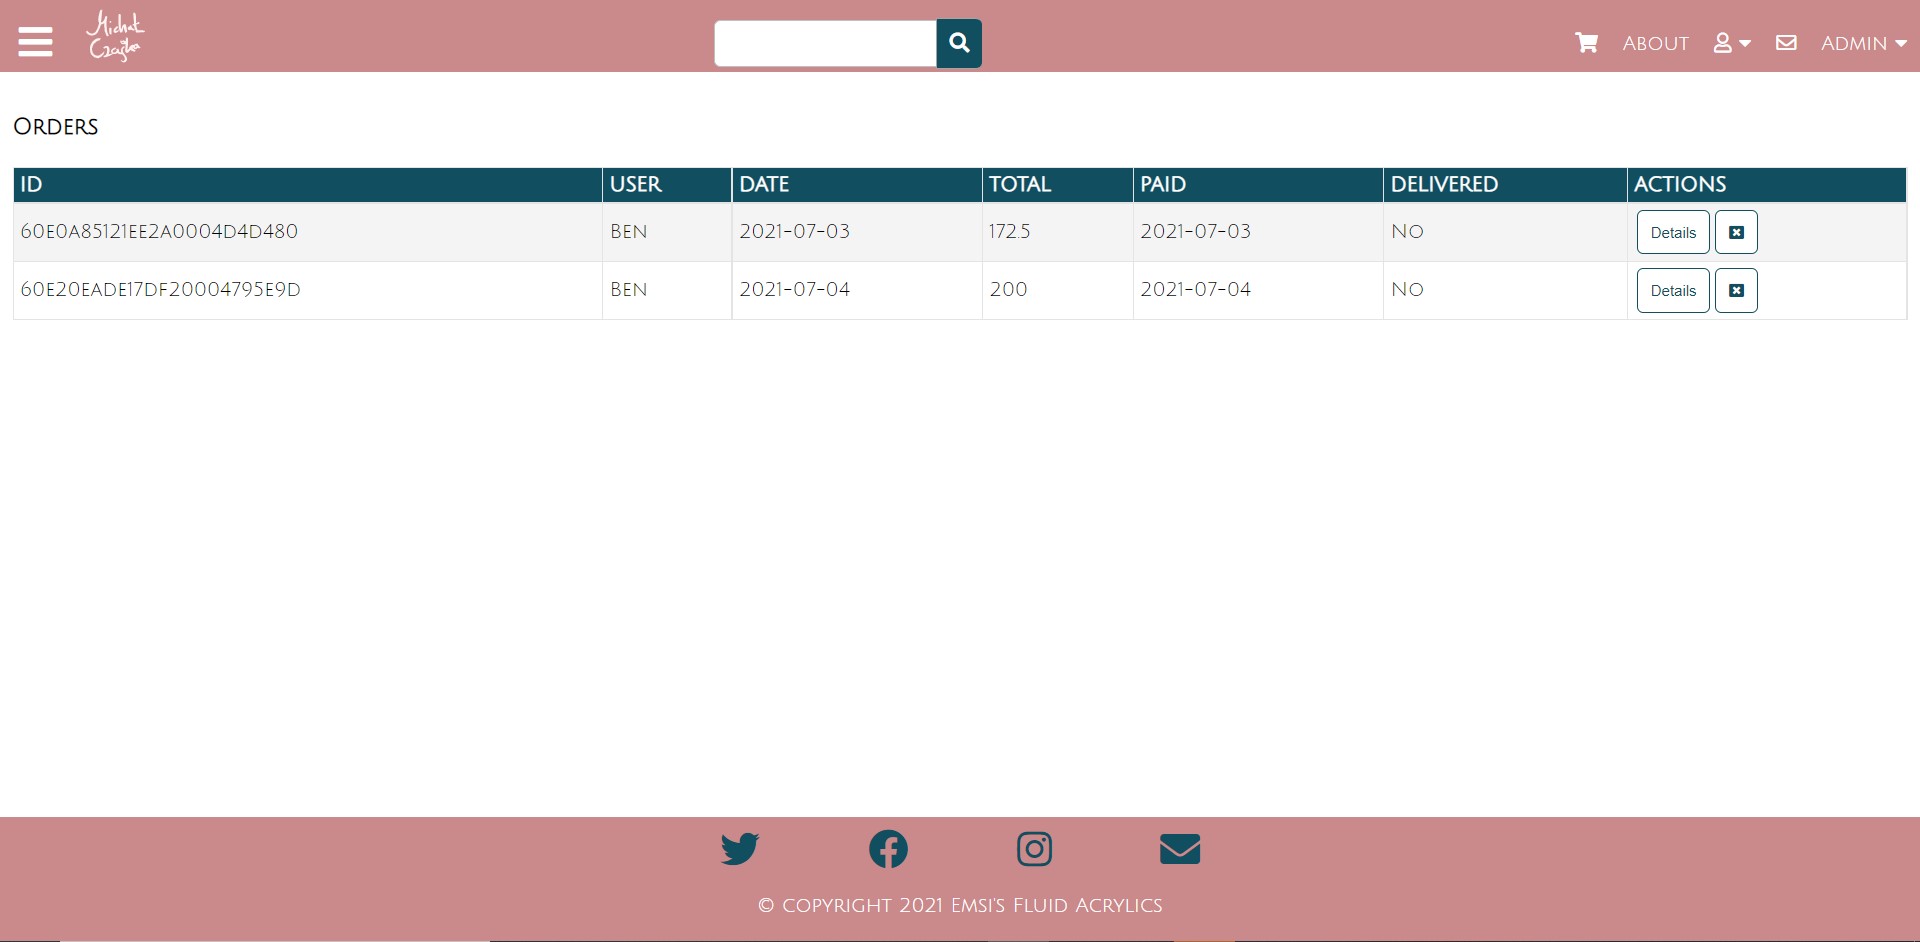 Michat
Czajka
ABOUT
ADMIN
Orders
ID USER DATE TOTAL PAID DELIVERED ACTIONS
60E0A85121EE2A0004D4D480 Ben 2021-07-03 172.5 2021-07-03 No Details
60E20EADE17DF20004795E9D Ben 2021-07-04 200 2021-07-04 No Details
© copyright 2021 Emsi's Fluid Acrylics